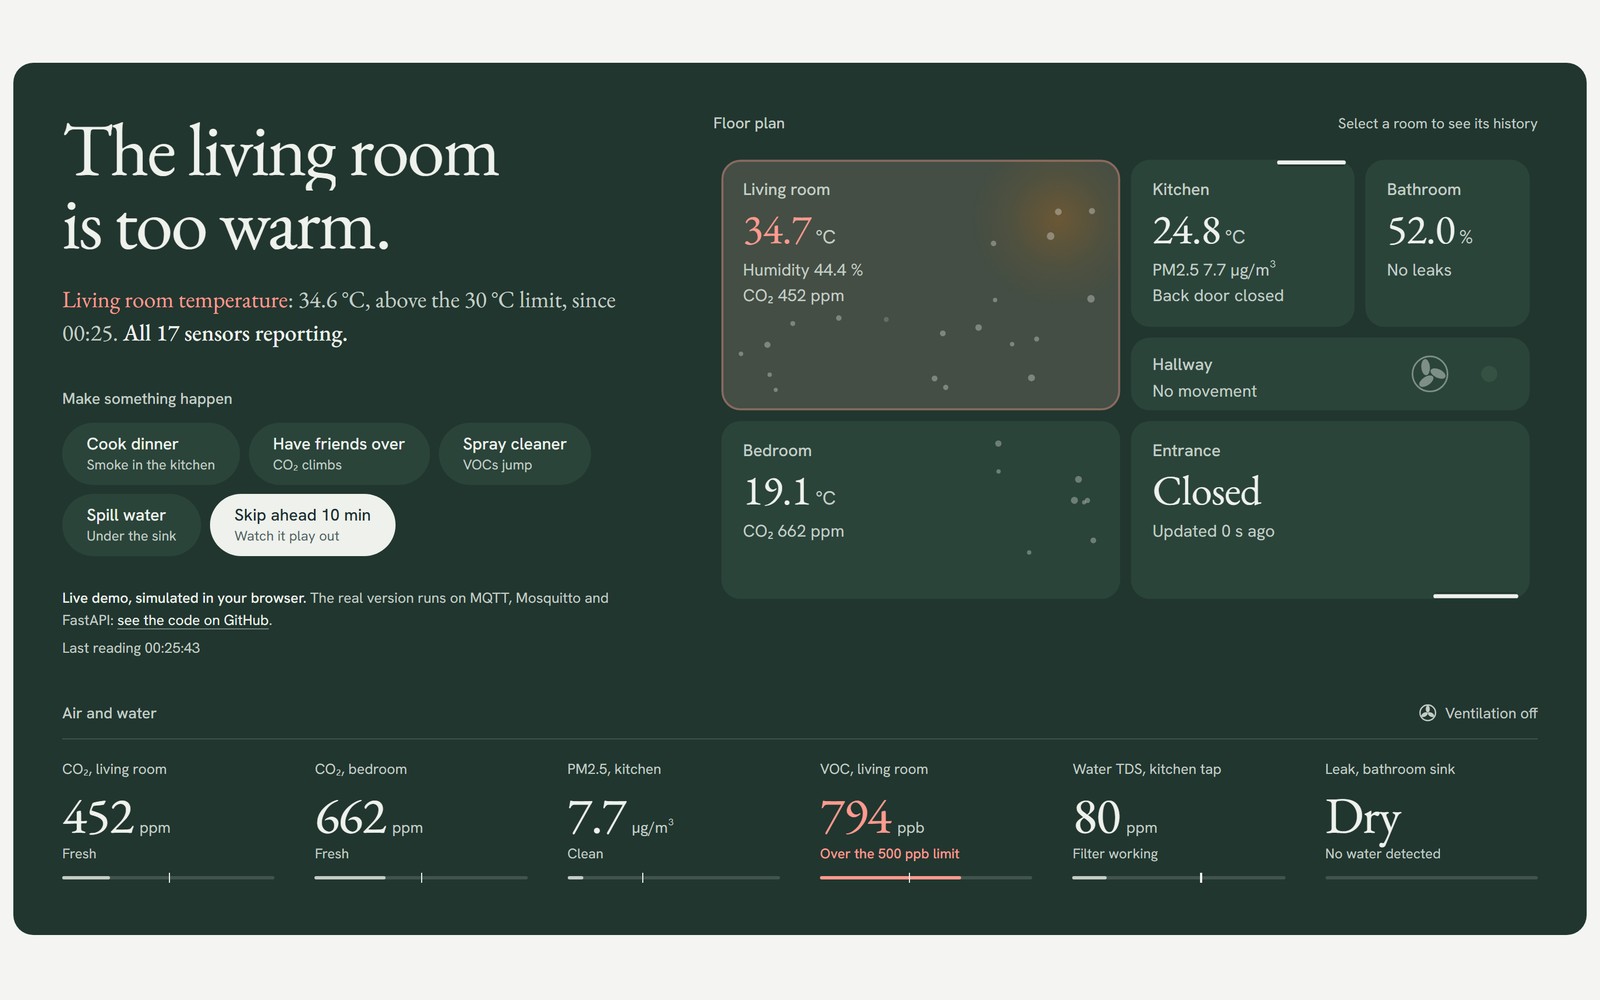 The living room
is too warm.
Living room temperature: 34.6 °C, above the 30 °C limit, since
00:25. All 17 sensors reporting.
Make something happen
Cook dinner
Smoke in the kitchen
Have friends over
CO₂ climbs
Spray cleaner
VOCs jump
Spill water
Under the sink
Skip ahead 10 min
Watch it play out
Live demo, simulated in your browser. The real version runs on MQTT, Mosquitto and
FastAPI: see the code on GitHub.
Last reading 00:25:43
Floor plan
Select a room to see its history
Living room
34.7 °C
Humidity 44.4 %
CO₂ 452 ppm
Kitchen
24.8 °C
PM2.5 7.7 µg/m³
Back door closed
Bathroom
52.0 %
No leaks
Hallway
No movement
Bedroom
19.1 °C
CO₂ 662 ppm
Entrance
Closed
Updated 0 s ago
Air and water
Ventilation off
CO₂, living room
452 ppm
Fresh
CO₂, bedroom
662 ppm
Fresh
PM2.5, kitchen
7.7 µg/m³
Clean
VOC, living room
794 ppb
Over the 500 ppb limit
Water TDS, kitchen tap
80 ppm
Filter working
Leak, bathroom sink
Dry
No water detected